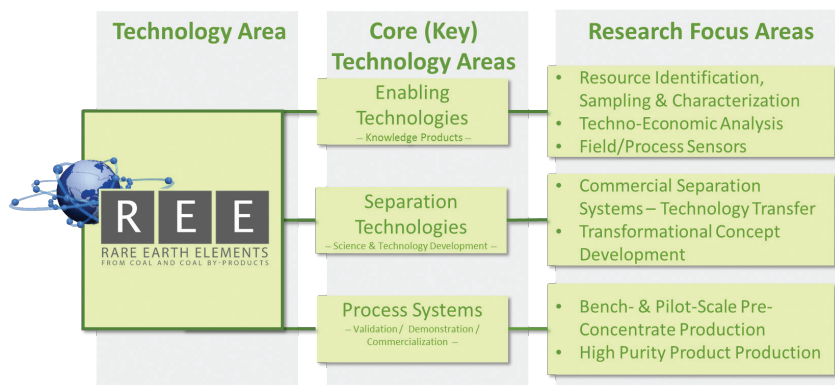 Technology Area
Core (Key)
Technology Areas
Research Focus Areas
REE
RARE EARTH ELEMENTS
FROM COAL AND COAL BY-PRODUCTS
Enabling
Technologies
– Knowledge Products –
• Resource Identification,
Sampling & Characterization
• Techno-Economic Analysis
• Field/Process Sensors
Separation
Technologies
– Science & Technology Development –
• Commercial Separation
Systems – Technology Transfer
• Transformational Concept
Development
Process Systems
– Validation / Demonstration /
Commercialization –
• Bench- & Pilot-Scale Pre-
Concentrate Production
• High Purity Product Production